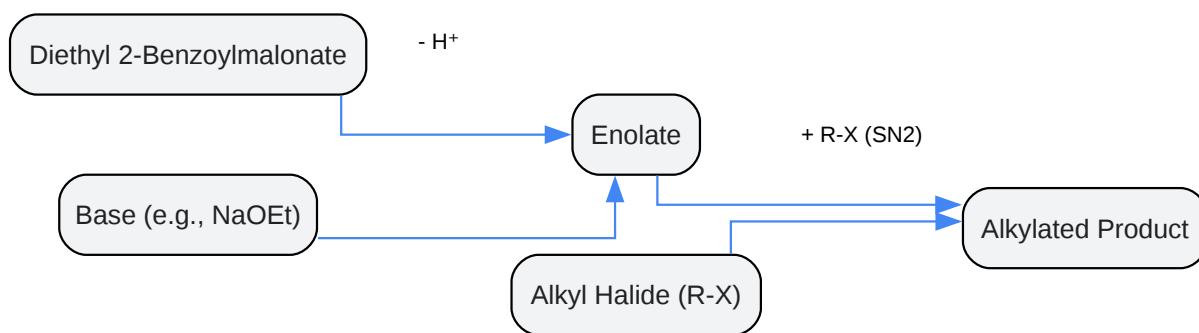 Diethyl 2-Benzoylmalonate
- H⁺
Enolate
+ R-X (SN2)
Base (e.g., NaOEt)
Alkylated Product
Alkyl Halide (R-X)